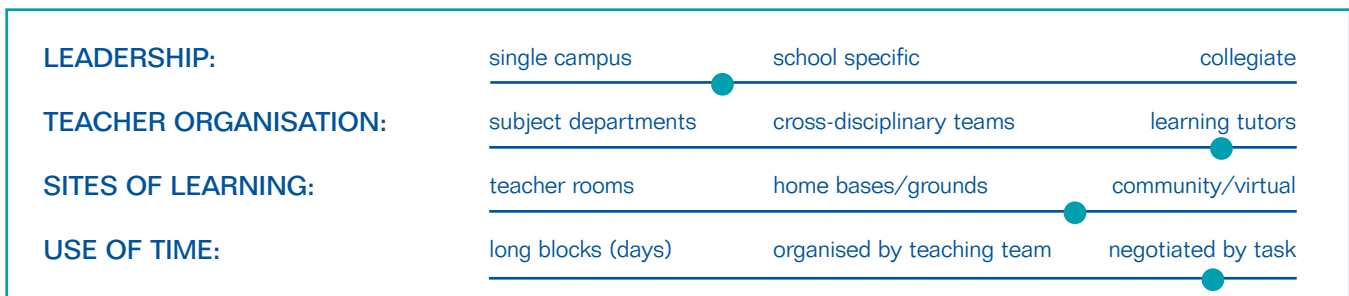 LEADERSHIP: single campus school specific collegiate
TEACHER ORGANISATION: subject departments cross-disciplinary teams learning tutors
SITES OF LEARNING: teacher rooms home bases/grounds community/virtual
USE OF TIME: long blocks (days) organised by teaching team negotiated by task